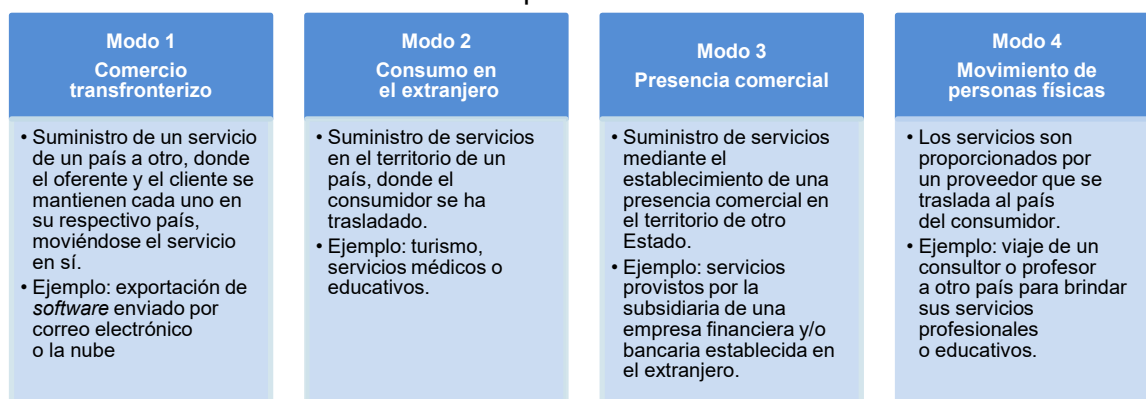 Modo 1
Comercio
transfronterizo
• Suministro de un servicio
de un país a otro, donde
el oferente y el cliente se
mantienen cada uno en
su respectivo país,
moviéndose el servicio
en sí.
• Ejemplo: exportación de
software enviado por
correo electrónico
o la nube
Modo 2
Consumo en
el extranjero
• Suministro de servicios
en el territorio de un
país, donde el
consumidor se ha
trasladado.
• Ejemplo: turismo,
servicios médicos o
educativos.
Modo 3
Presencia comercial
• Suministro de servicios
mediante el
establecimiento de una
presencia comercial en
el territorio de otro
Estado.
• Ejemplo: servicios
provistos por la
subsidiaria de una
empresa financiera y/o
bancaria establecida en
el extranjero.
Modo 4
Movimiento de
personas físicas
• Los servicios son
proporcionados por
un proveedor que se
traslada al país
del consumidor.
• Ejemplo: viaje de un
consultor o profesor
a otro país para brindar
sus servicios
profesionales
o educativos.